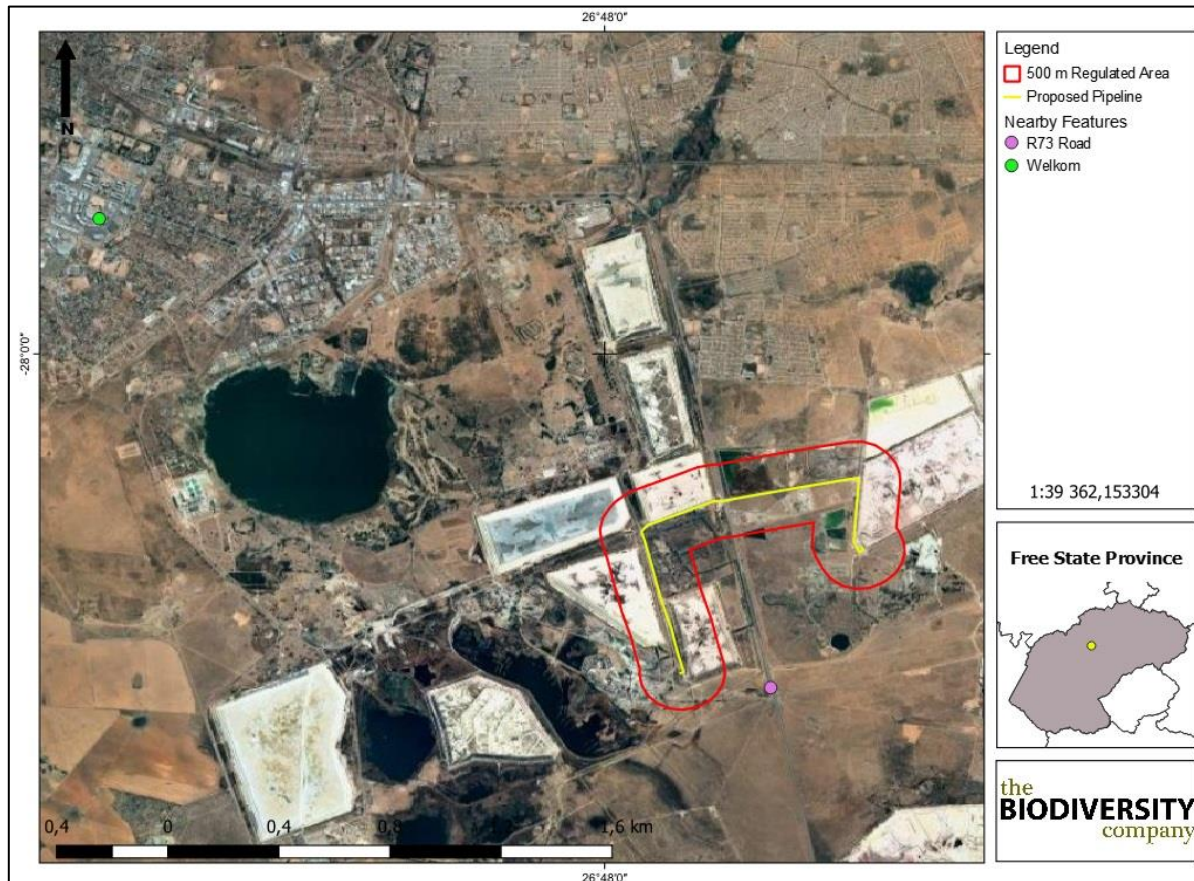 26°48'0"
N
-28°0'0"
0,4 0 0,4 0,8 1,2 1,6 km
26°48'0"
Legend
500 m Regulated Area
Proposed Pipeline
Nearby Features
R73 Road
Welkom
1:39 362,153304
Free State Province
the
BIODIVERSITY
company